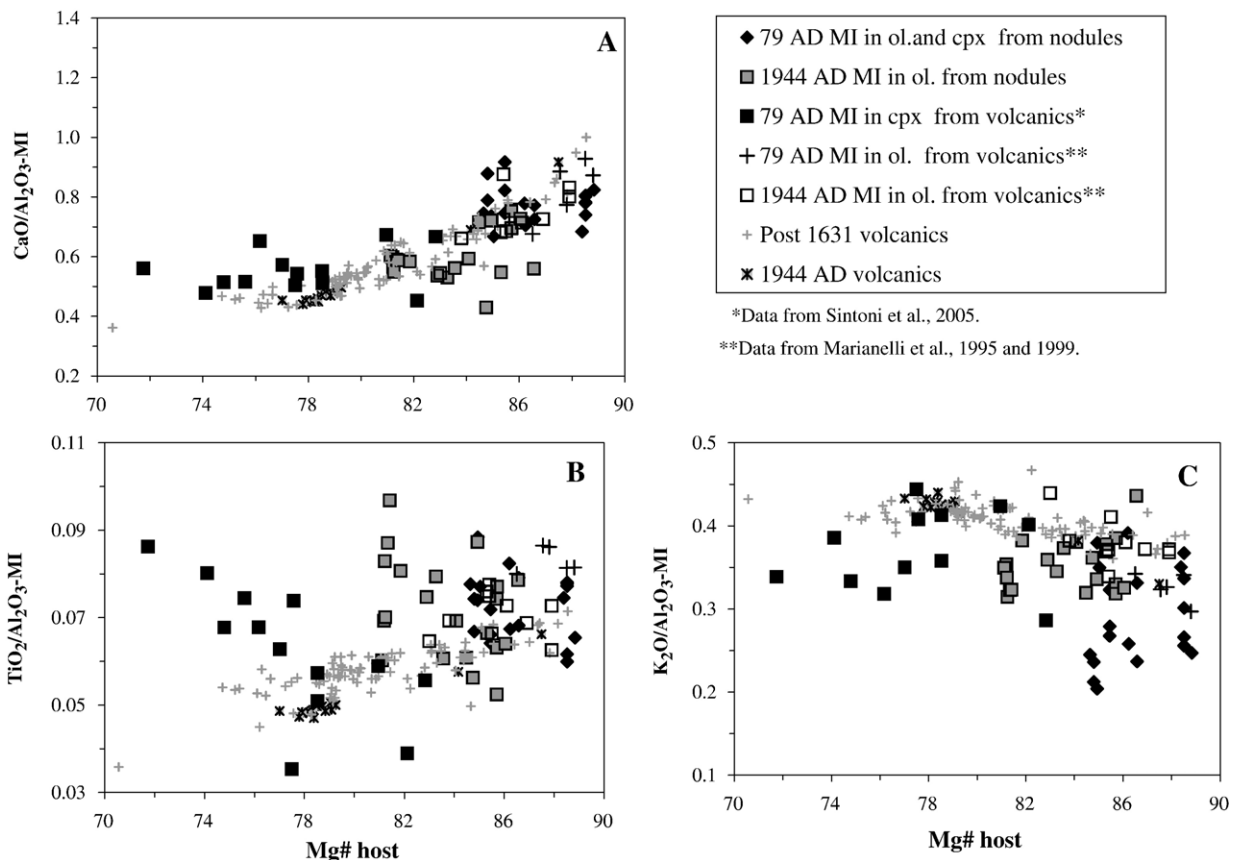 A
CaO/Al2O3-MI
1.4
1.2
1.0
0.8
0.6
0.4
0.2
70 74 78 82 86 90
79 AD MI in ol.and cpx from nodules
1944 AD MI in ol. from nodules
79 AD MI in cpx from volcanics*
79 AD MI in ol. from volcanics**
1944 AD MI in ol. from volcanics**
Post 1631 volcanics
1944 AD volcanics
*Data from Sintoni et al., 2005.
**Data from Marianelli et al., 1995 and 1999.
B
TiO2/Al2O3-MI
0.11
0.09
0.07
0.05
0.03
70 74 78 82 86 90
Mg# host
C
K2O/Al2O3-MI
0.5
0.4
0.3
0.2
0.1
70 74 78 82 86 90
Mg# host